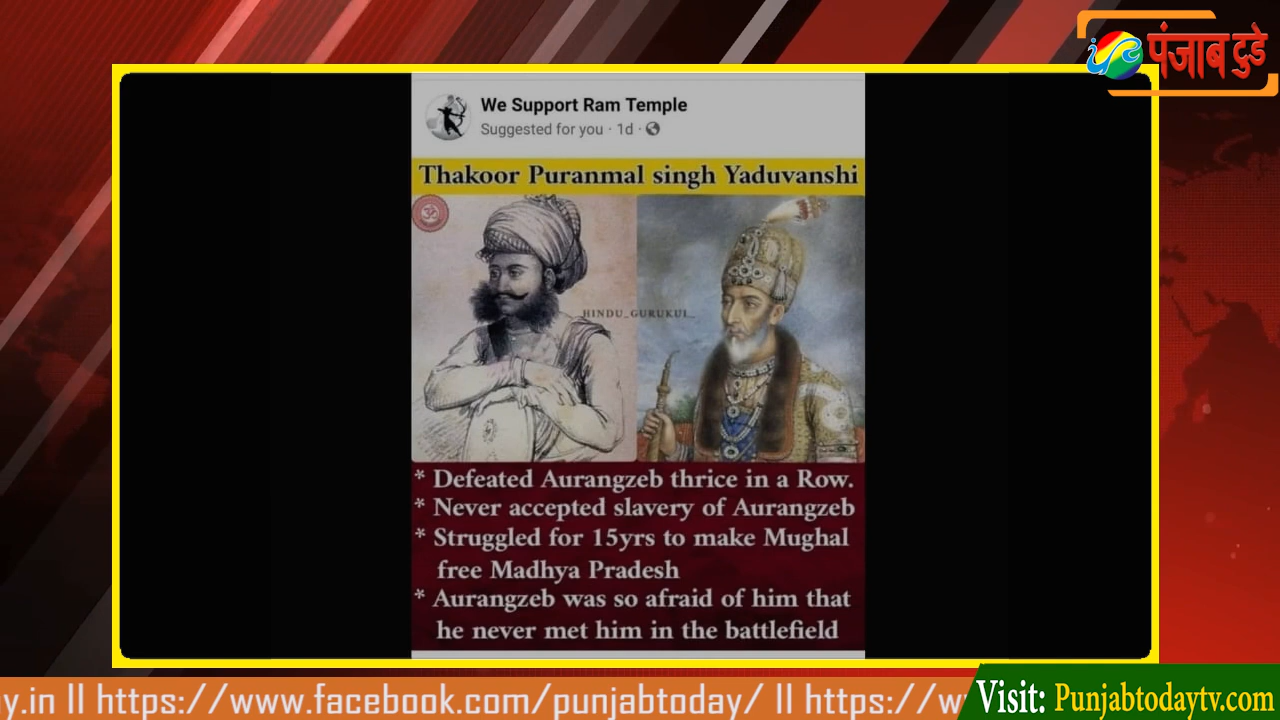 पंजाब टुडे
We Support Ram Temple
Suggested for you · 1d ·
Thakoor Puranmal singh Yaduvanshi
HINDU_GURUKUL_
* Defeated Aurangzeb thrice in a Row.
* Never accepted slavery of Aurangzeb
* Struggled for 15yrs to make Mughal
free Madhya Pradesh
* Aurangzeb was so afraid of him that
he never met him in the battlefield
y.in ll https://www.facebook.com/punjabtoday/ ll https://w
Visit: Punjabtodaytv.com